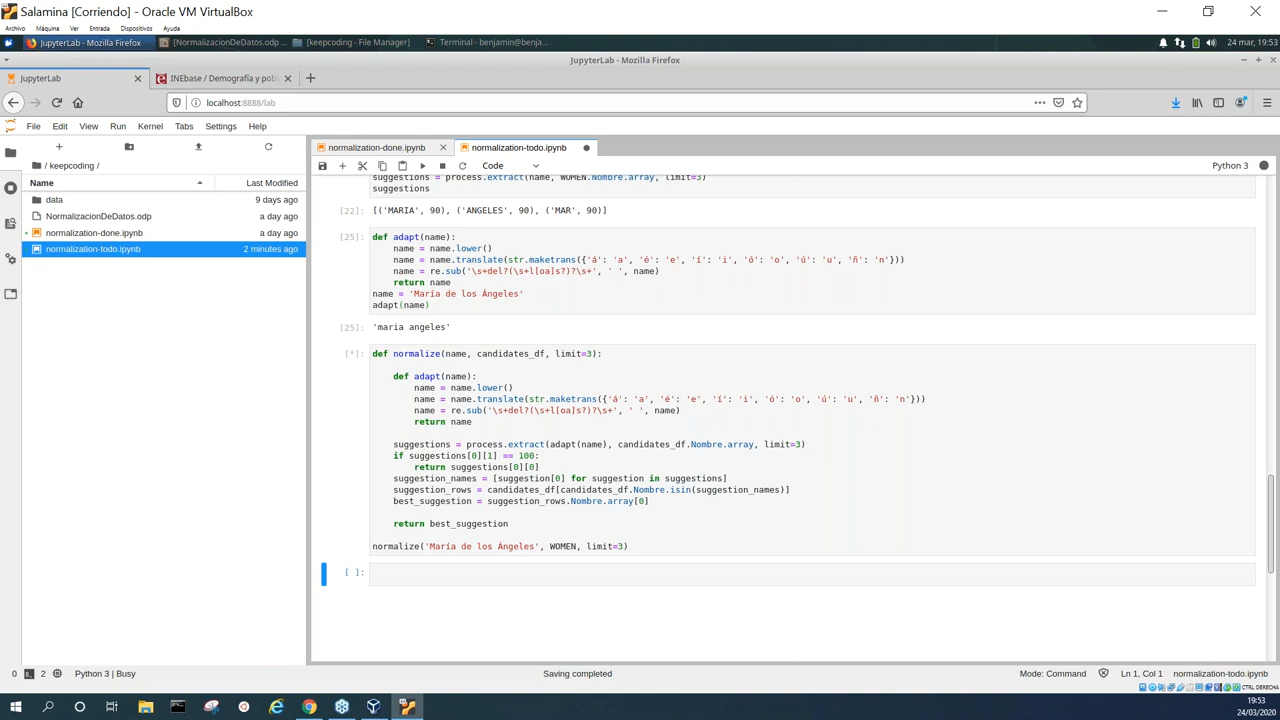 Salamina [Corriendo] - Oracle VM VirtualBox
Archivo Máquina Ver Entrada Dispositivos Ayuda
JupyterLab - Mozilla Firefox [NormalizacionDeDatos.odp ... [keepcoding - File Manager] Terminal - benjamin@benja... 24 mar, 19:53
JupyterLab - Mozilla Firefox
JupyterLab INEbase / Demografía y pobl
localhost:8888/lab
File Edit View Run Kernel Tabs Settings Help
normalization-done.ipynb normalization-todo.ipynb
/ keepcoding /
Code Python 3
Name Last Modified
data 9 days ago
NormalizacionDeDatos.odp a day ago
normalization-done.ipynb a day ago
normalization-todo.ipynb 2 minutes ago
suggestions = process.extract(name, WOMEN.Nombre.array, limit=3)
suggestions
[22]: [('MARIA', 90), ('ANGELES', 90), ('MAR', 90)]
[25]: def adapt(name):
name = name.lower()
name = name.translate(str.maketrans({'á': 'a', 'é': 'e', 'í': 'i', 'ó': 'o', 'ú': 'u', 'ñ': 'n'}))
name = re.sub('\s+del?(\s+l[oa]s?)?\s+', ' ', name)
return name
name = 'María de los Ángeles'
adapt(name)
[25]: 'maria angeles'
[*]: def normalize(name, candidates_df, limit=3):
def adapt(name):
name = name.lower()
name = name.translate(str.maketrans({'á': 'a', 'é': 'e', 'í': 'i', 'ó': 'o', 'ú': 'u', 'ñ': 'n'}))
name = re.sub('\s+del?(\s+l[oa]s?)?\s+', ' ', name)
return name
suggestions = process.extract(adapt(name), candidates_df.Nombre.array, limit=3)
if suggestions[0][1] == 100:
return suggestions[0][0]
suggestion_names = [suggestion[0] for suggestion in suggestions]
suggestion_rows = candidates_df[candidates_df.Nombre.isin(suggestion_names)]
best_suggestion = suggestion_rows.Nombre.array[0]
return best_suggestion
normalize('María de los Ángeles', WOMEN, limit=3)
[ ]:
0 2 Python 3 | Busy Saving completed Mode: Command Ln 1, Col 1 normalization-todo.ipynb
CTRL DERECHA
19:53
24/03/2020